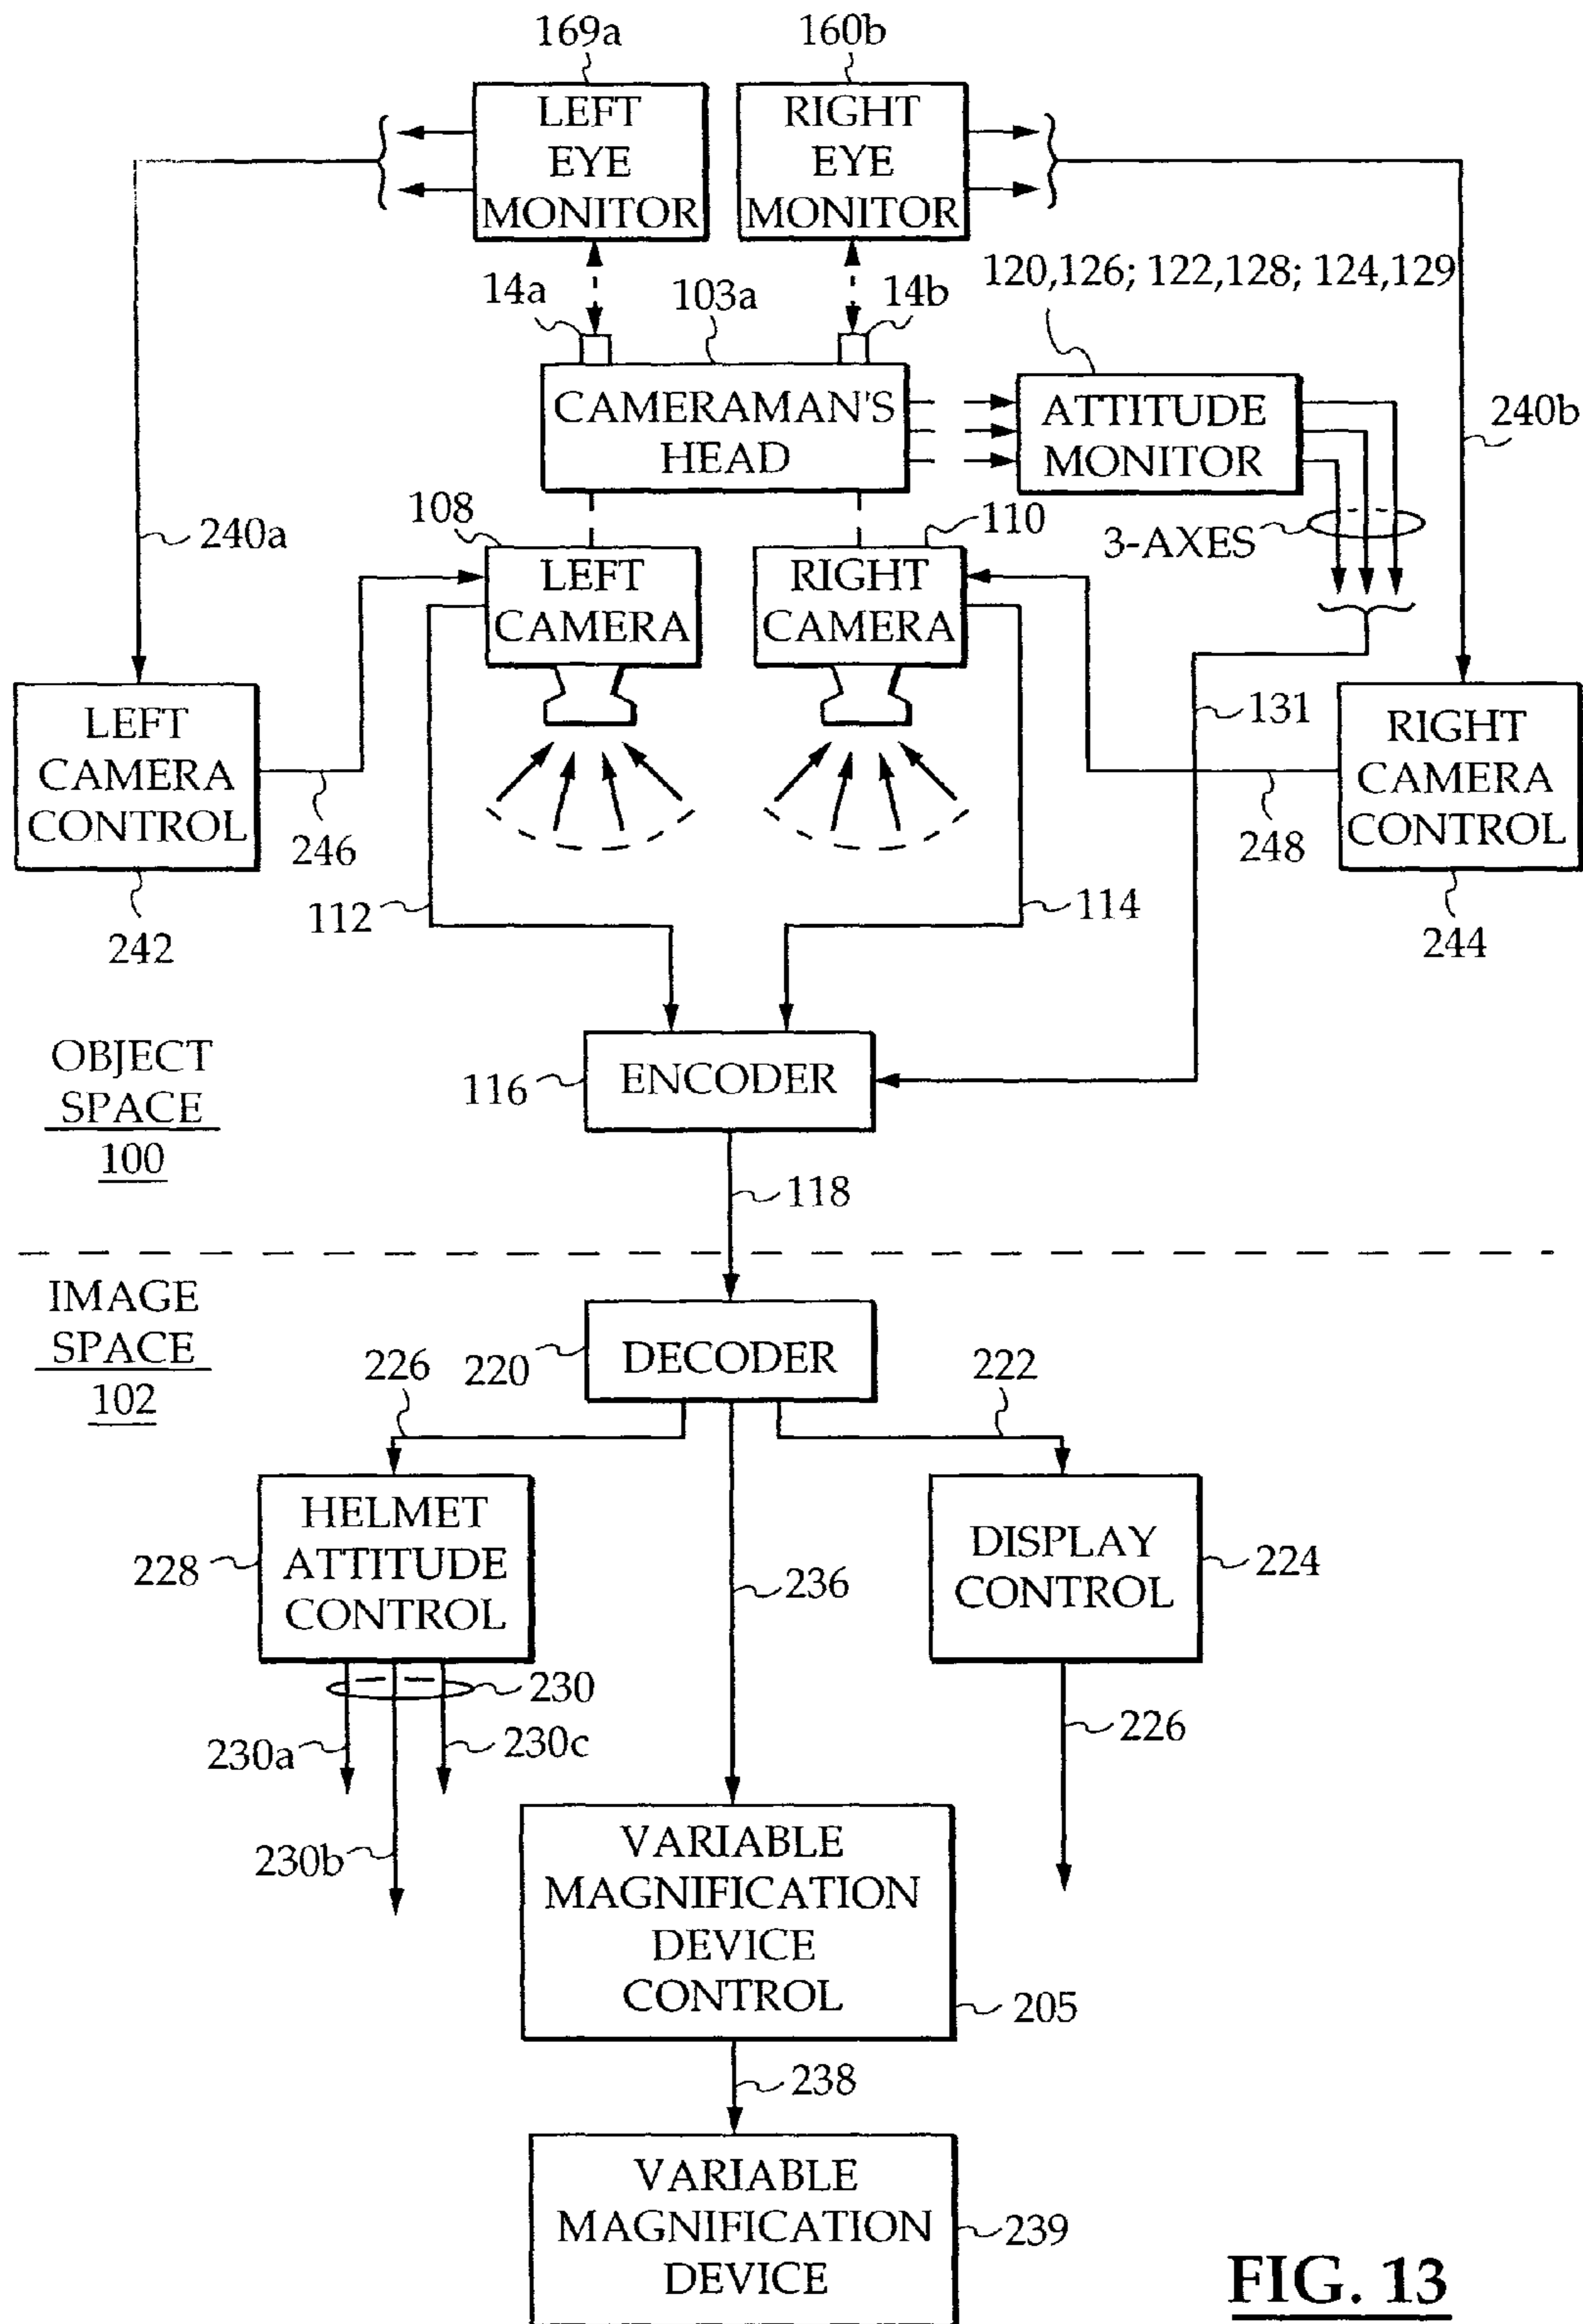 169a
160b
LEFT
EYE
MONITOR
RIGHT
EYE
MONITOR
120,126; 122,128; 124,129
14a
103a
14b
CAMERAMAN'S
HEAD
ATTITUDE
MONITOR
240b
240a
108
110
3-AXES
LEFT
CAMERA
RIGHT
CAMERA
LEFT
CAMERA
CONTROL
131
RIGHT
CAMERA
CONTROL
246
248
112
114
242
244
OBJECT
SPACE
100
116
ENCODER
118
IMAGE
SPACE
102
220
DECODER
226
222
HELMET
ATTITUDE
CONTROL
228
236
DISPLAY
CONTROL
224
230
230a
230c
226
230b
VARIABLE
MAGNIFICATION
DEVICE
CONTROL
205
238
VARIABLE
MAGNIFICATION
DEVICE
239
FIG. 13